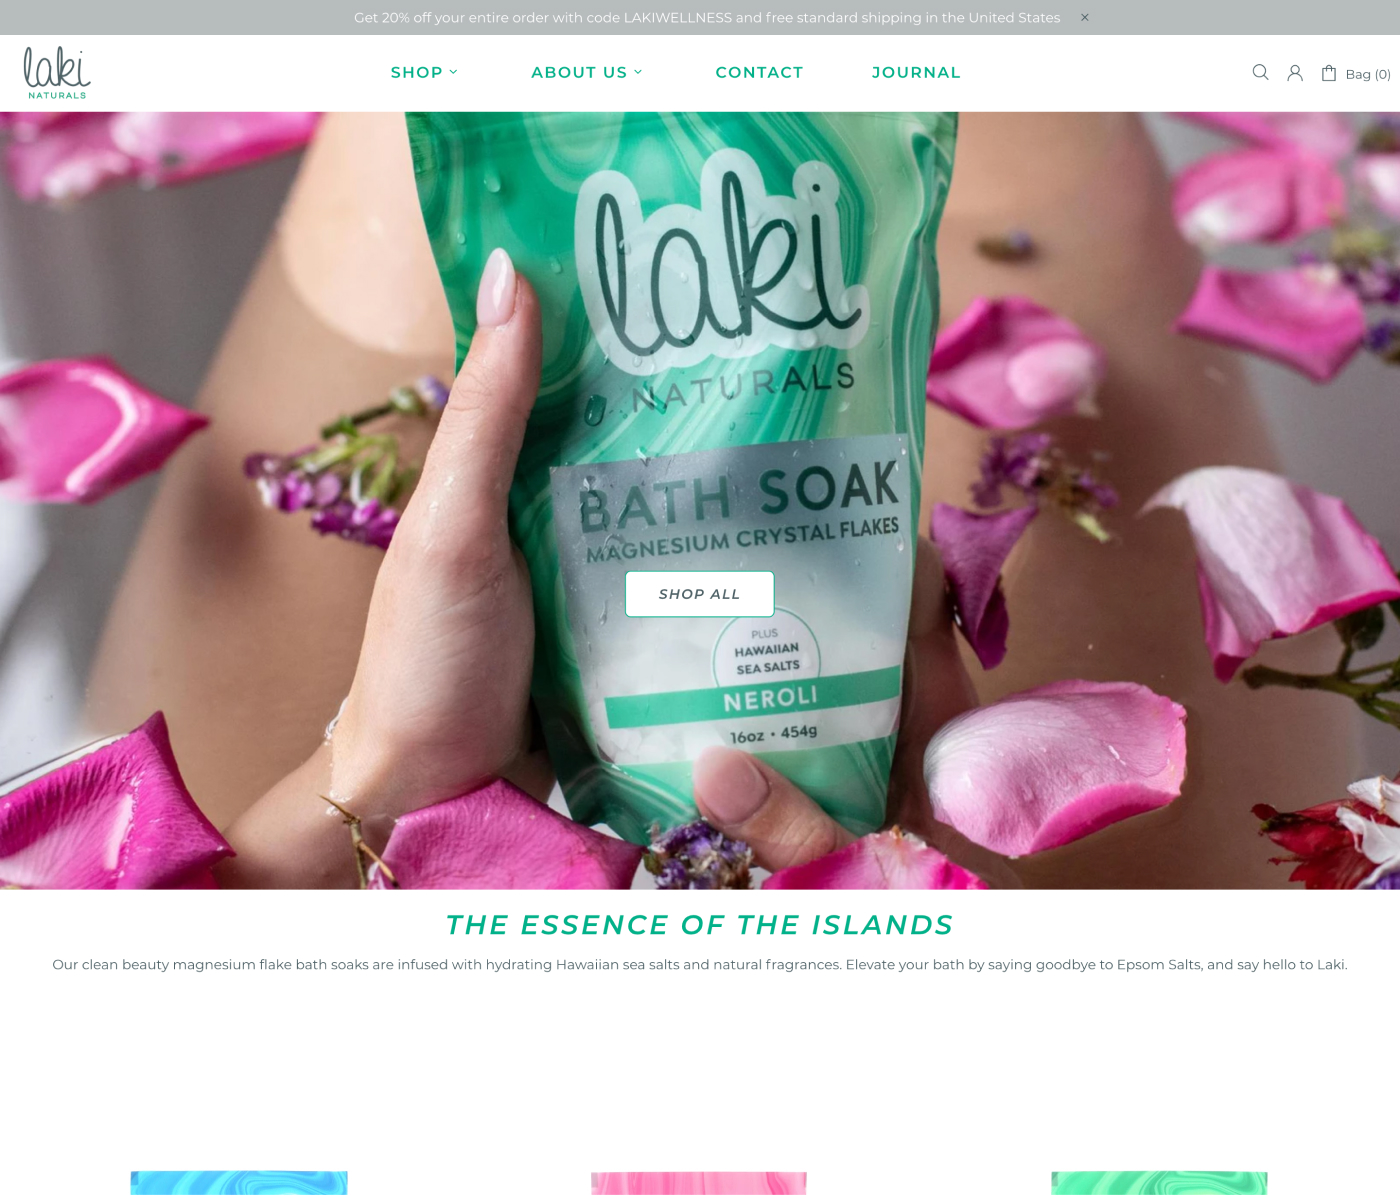 Get 20% off your entire order with code LAKIWELLNESS and free standard shipping in the United States ×
laki
NATURALS
SHOP
ABOUT US
CONTACT
JOURNAL
Bag (0)
laki
NATURALS
BATH SOAK
MAGNESIUM CRYSTAL FLAKES
SHOP ALL
PLUS
HAWAIIAN
SEA SALTS
NEROLI
16oz • 454g
THE ESSENCE OF THE ISLANDS
Our clean beauty magnesium flake bath soaks are infused with hydrating Hawaiian sea salts and natural fragrances. Elevate your bath by saying goodbye to Epsom Salts, and say hello to Laki.